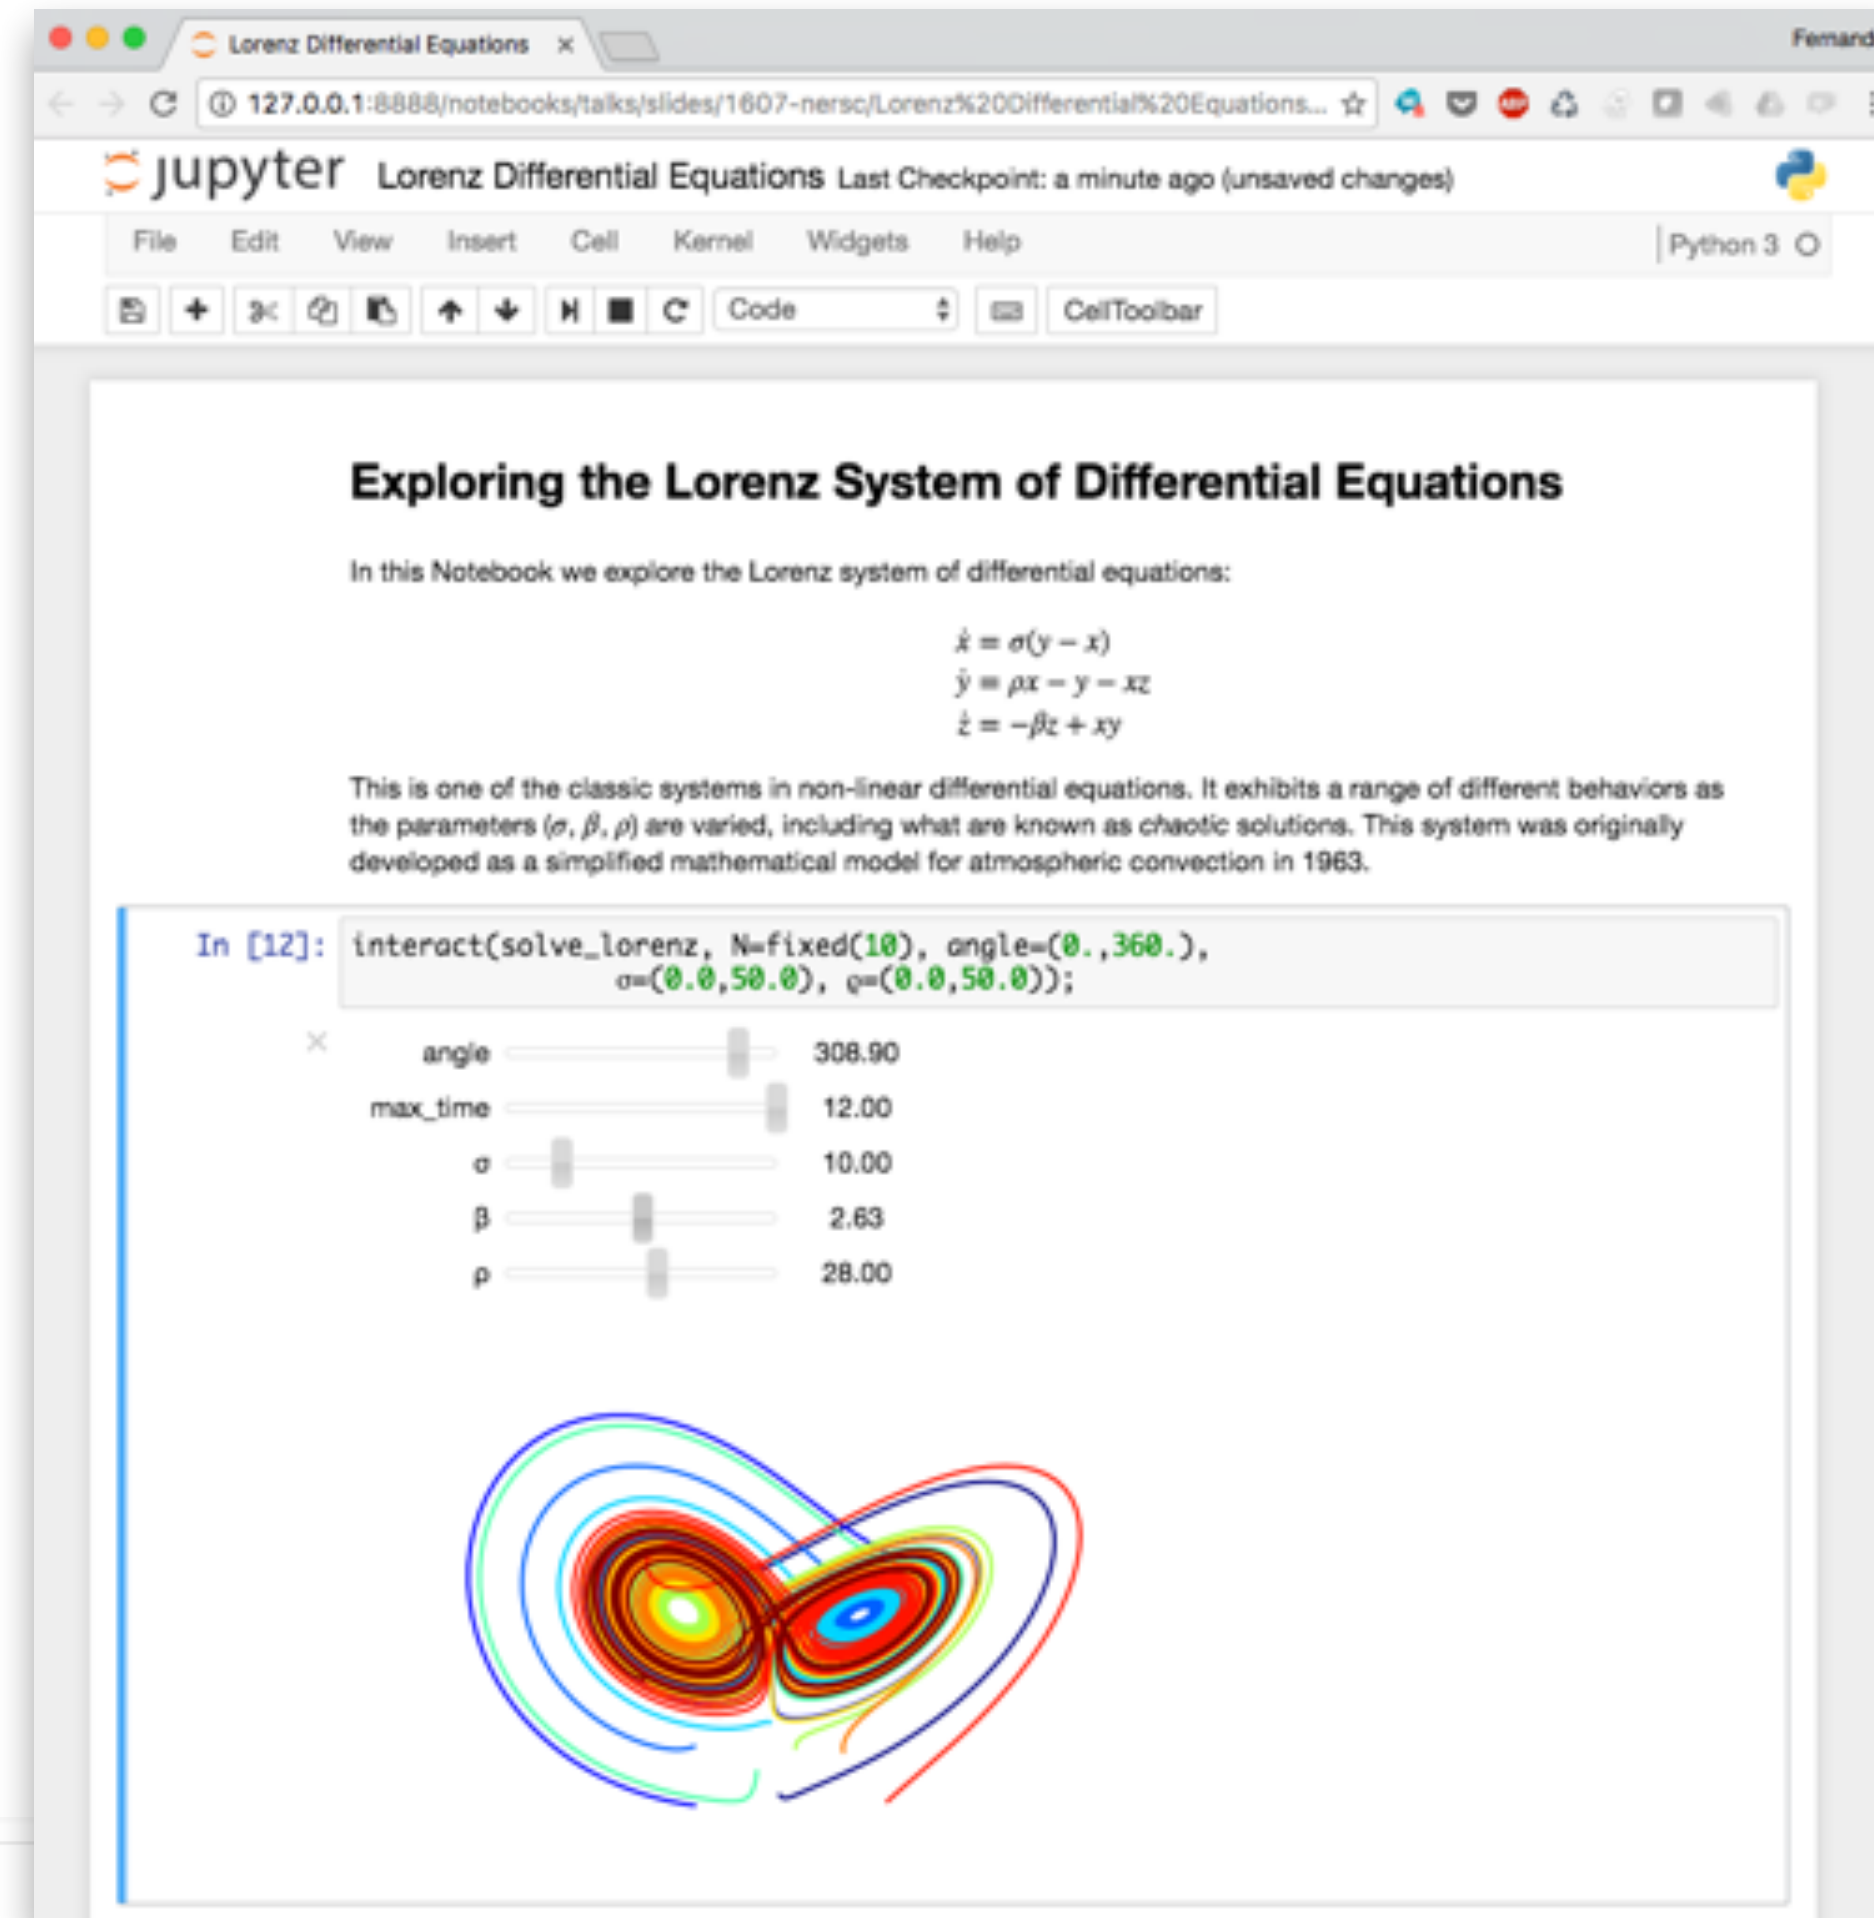 Lorenz Differential Equations ×
Fernand
127.0.0.1:8888/notebooks/talks/slides/1607-nersc/Lorenz%20Differential%20Equations...
ABP
jupyter Lorenz Differential Equations Last Checkpoint: a minute ago (unsaved changes)
File Edit View Insert Cell Kernel Widgets Help Python 3
Code CellToolbar
Exploring the Lorenz System of Differential Equations
In this Notebook we explore the Lorenz system of differential equations:
ẋ = σ(y − x)
ẏ = ρx − y − xz
ż = −βz + xy
This is one of the classic systems in non-linear differential equations. It exhibits a range of different behaviors as
the parameters (σ, β, ρ) are varied, including what are known as chaotic solutions. This system was originally
developed as a simplified mathematical model for atmospheric convection in 1963.
In [12]: interact(solve_lorenz, N=fixed(10), angle=(0.,360.),
σ=(0.0,50.0), ρ=(0.0,50.0));
× angle 308.90
max_time 12.00
σ 10.00
β 2.63
ρ 28.00